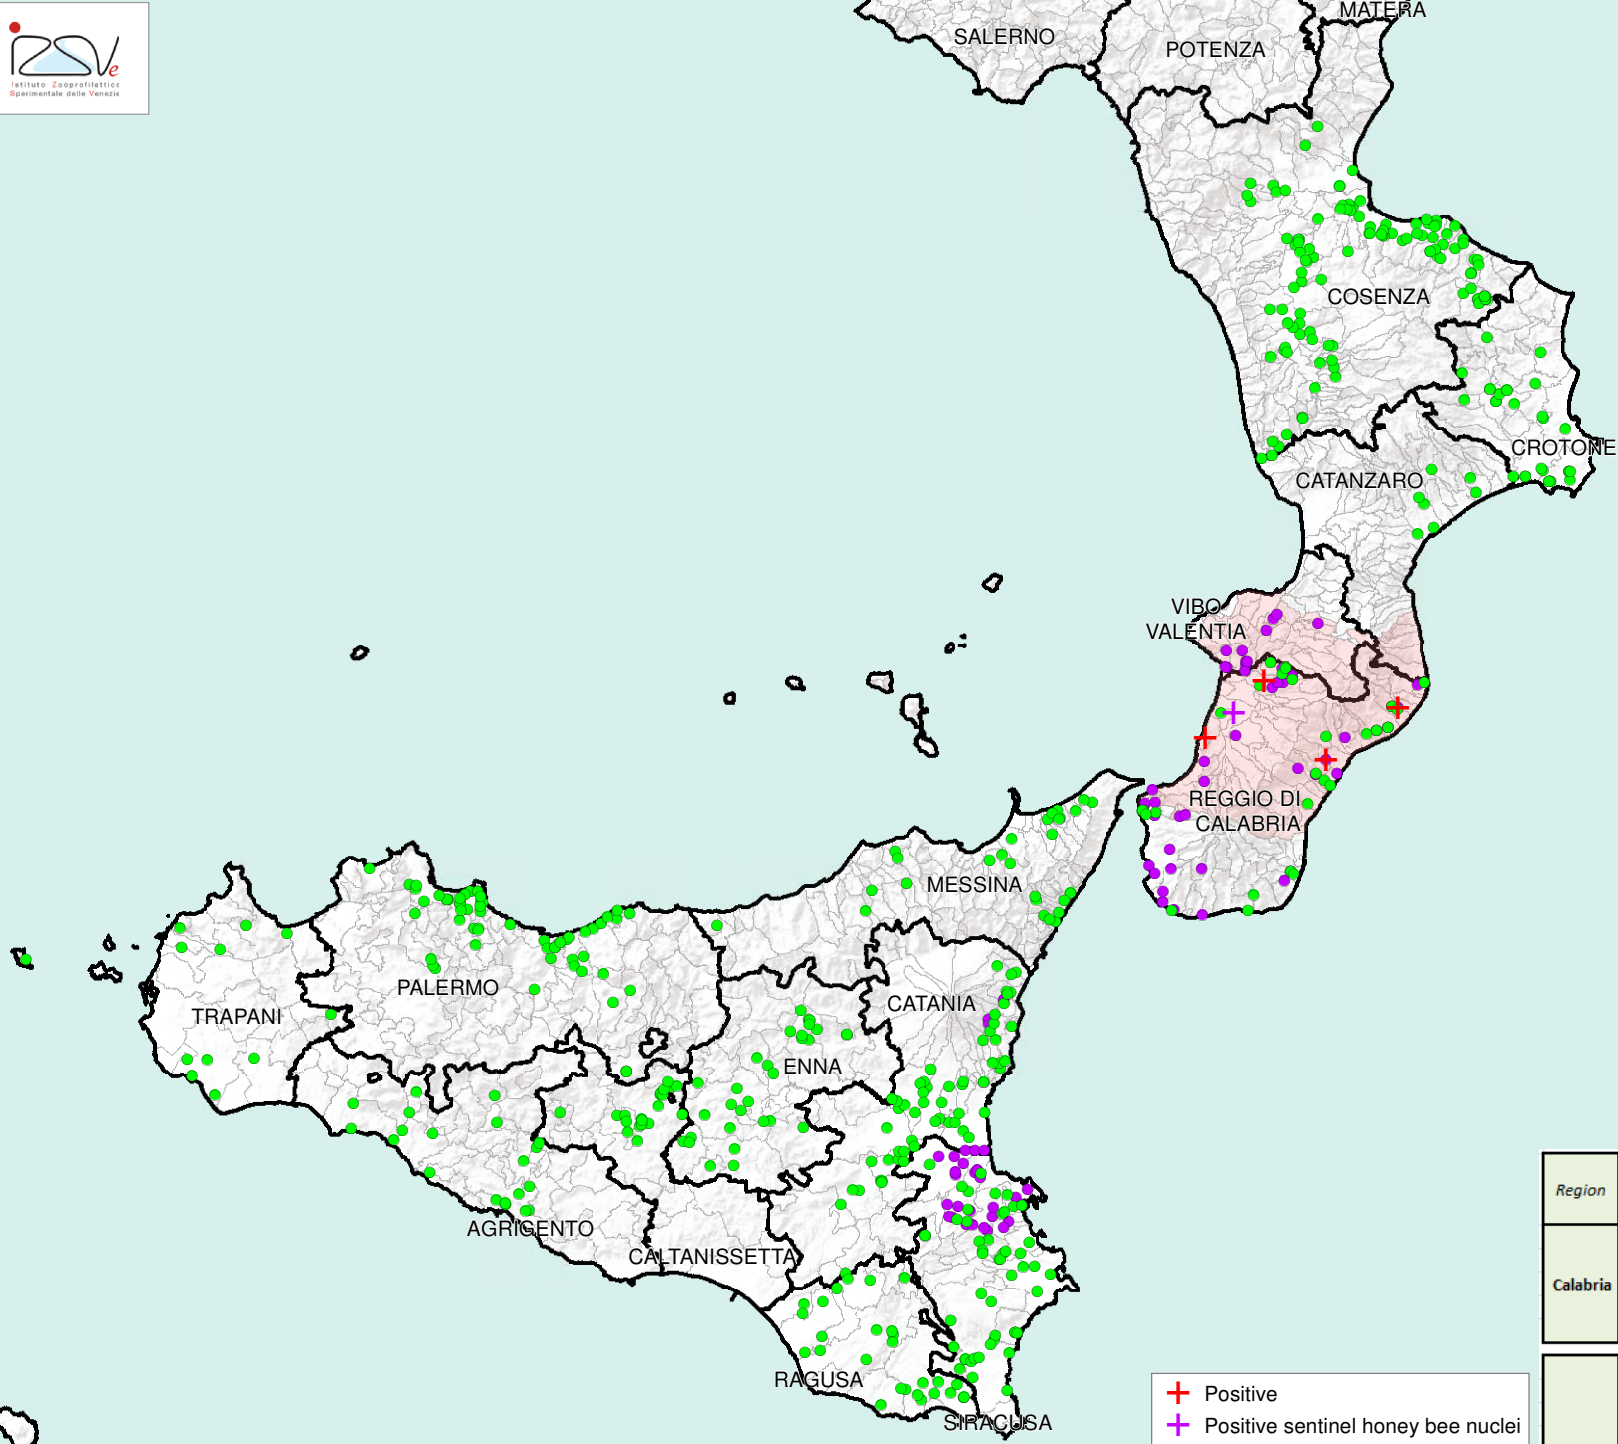 MATERA
SALERNO
POTENZA
Istituto Zooprofilattico
Sperimentale delle Venezie
COSENZA
CROTONE
CATANZARO
VIBO
VALENTIA
REGGIO DI
CALABRIA
MESSINA
PALERMO
CATANIA
TRAPANI
ENNA
Region
AGRIGENTO
CALTANISSETTA
Calabria
RAGUSA
Positive
SIRACUSA
Positive sentinel honey bee nuclei